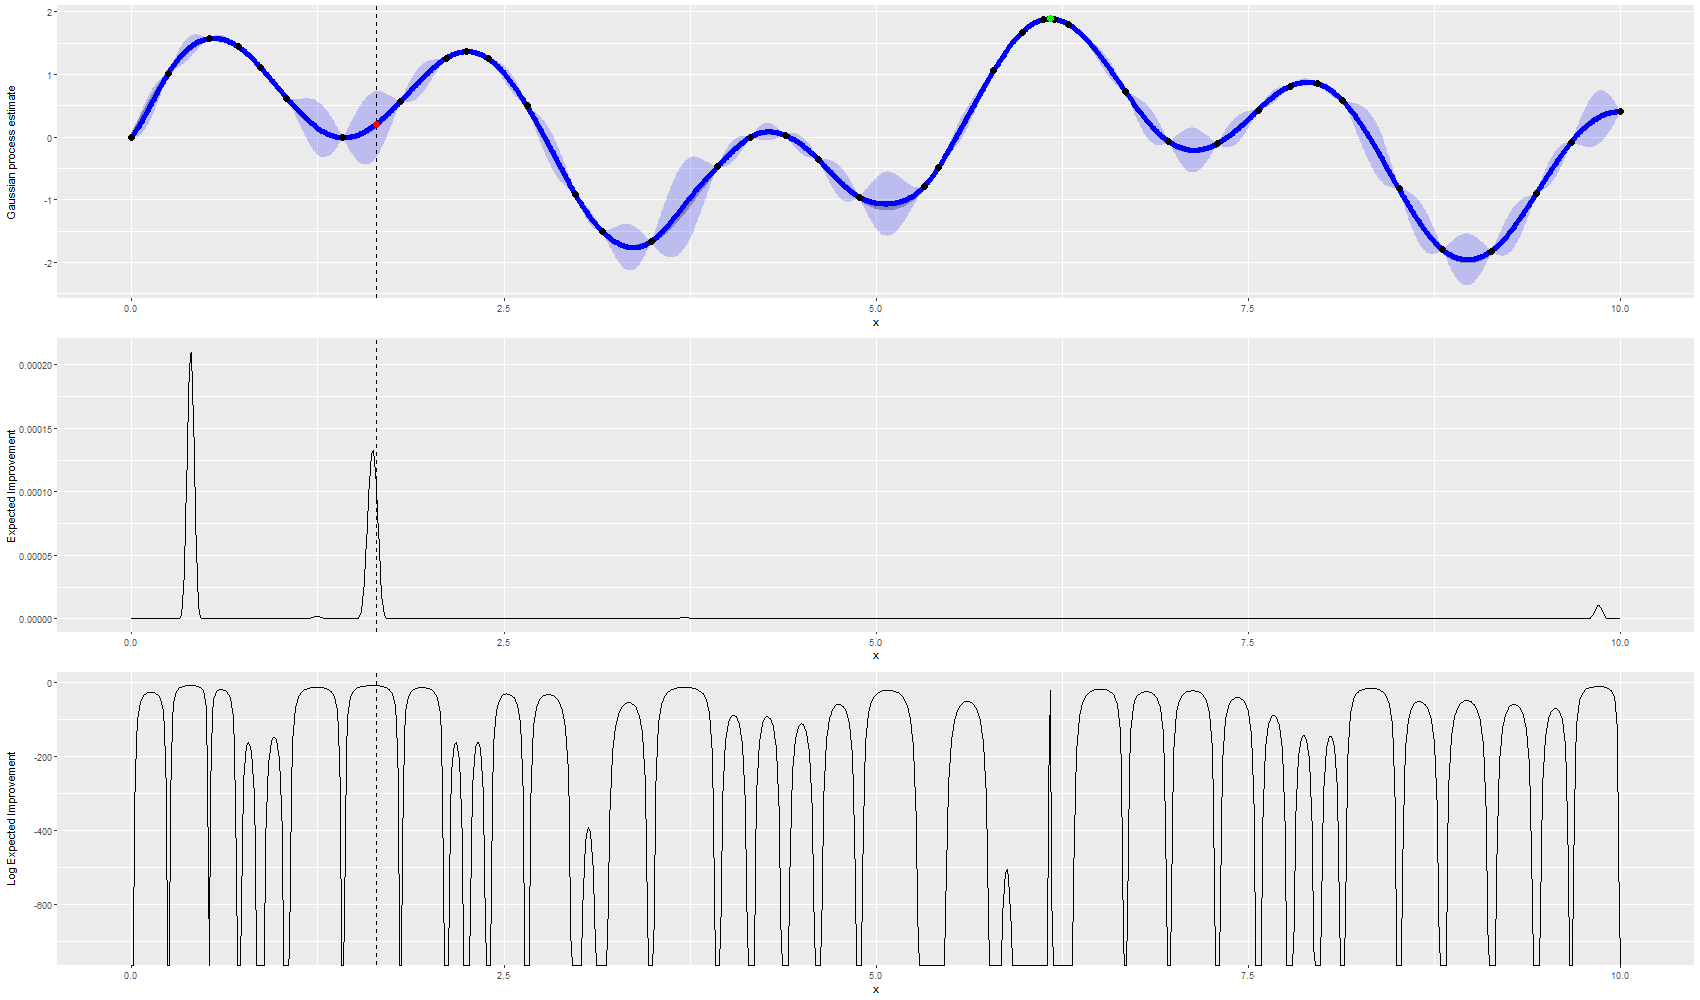 Gaussian process estimate
2
1
0
-1
-2
0.0 2.5 5.0 7.5 10.0
x
Expected Improvement
0.00020
0.00015
0.00010
0.00005
0.00000
0.0 2.5 5.0 7.5 10.0
x
Log Expected Improvement
0
-200
-400
-600
0.0 2.5 5.0 7.5 10.0
x